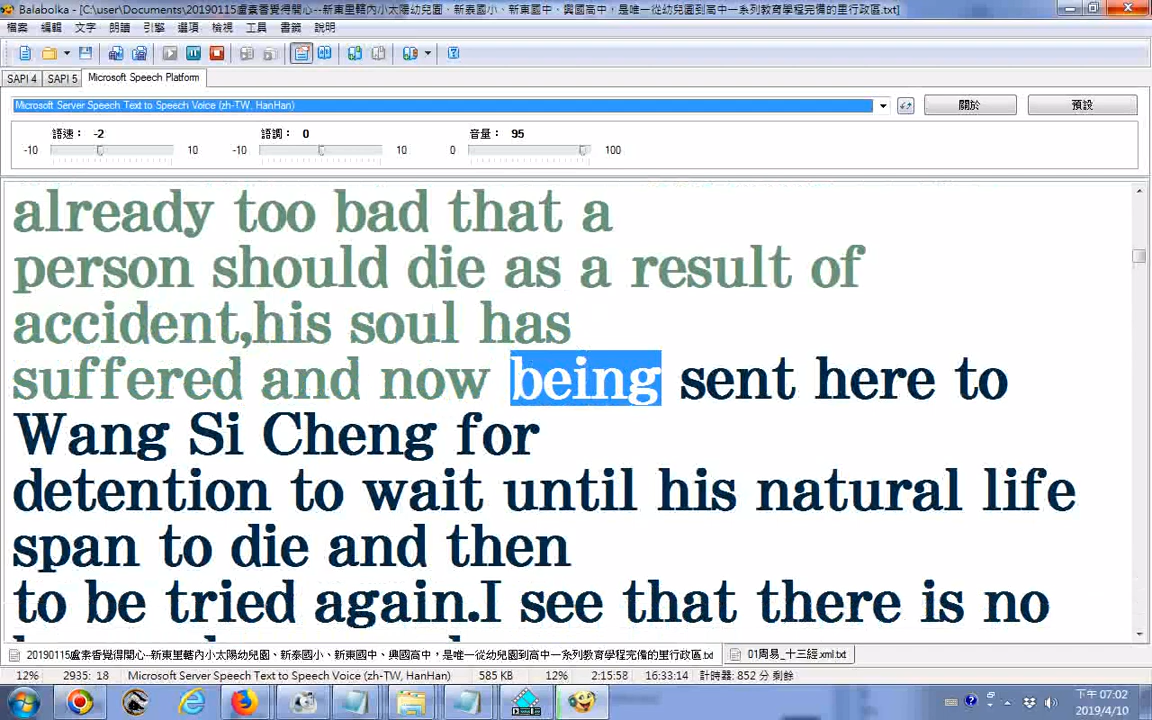 Balabolka - [C:\user\Documents\20190115盧素香覺得開心--新東里轄內小太陽幼兒園、新泰國小、新東國中、興國高中，是唯一從幼兒園到高中一系列教育學程完備的里行政區.txt]
檔案 編輯 文字 朗讀 引擎 選項 檢視 工具 書籤 說明
SAPI 4 SAPI 5 Microsoft Speech Platform
Microsoft Server Speech Text to Speech Voice (zh-TW, HanHan) 關於 預設
語速： -2 語調： 0 音量： 95
-10 10 -10 10 0 100
already too bad that a
person should die as a result of
accident,his soul has
suffered and now being sent here to
Wang Si Cheng for
detention to wait until his natural life
span to die and then
to be tried again.I see that there is no
20190115盧素香覺得開心--新東里轄內小太陽幼兒園、新泰國小、新東國中、興國高中，是唯一從幼兒園到高中一系列教育學程完備的里行政區.txt 01周易_十三經.xml.txt
12% 2935: 18 Microsoft Server Speech Text to Speech Voice (zh-TW, HanHan) 585 KB 12% 2:15:58 16:33:14 計時器: 852 分 剩餘
下午 07:02
2019/4/10